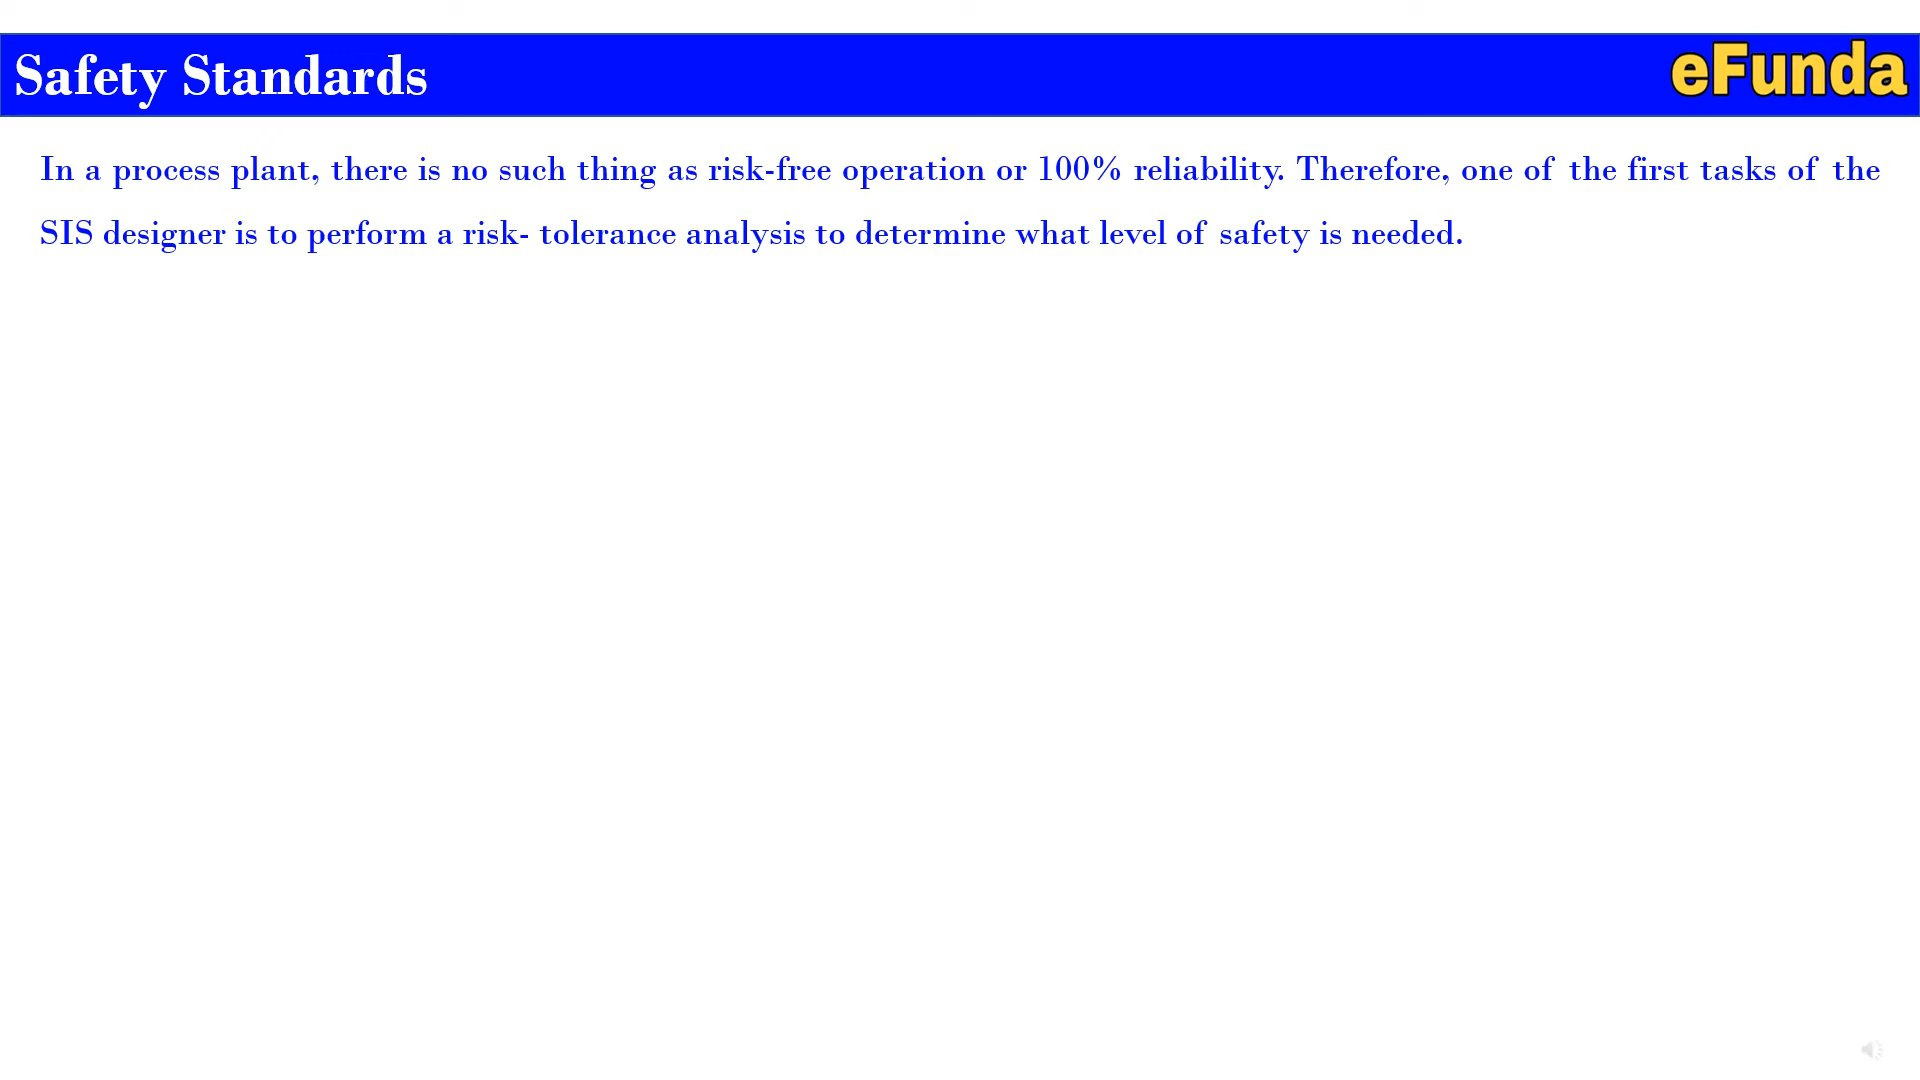 Safety Standards
eFunda
In a process plant, there is no such thing as risk-free operation or 100% reliability. Therefore, one of the first tasks of the
SIS designer is to perform a risk- tolerance analysis to determine what level of safety is needed.